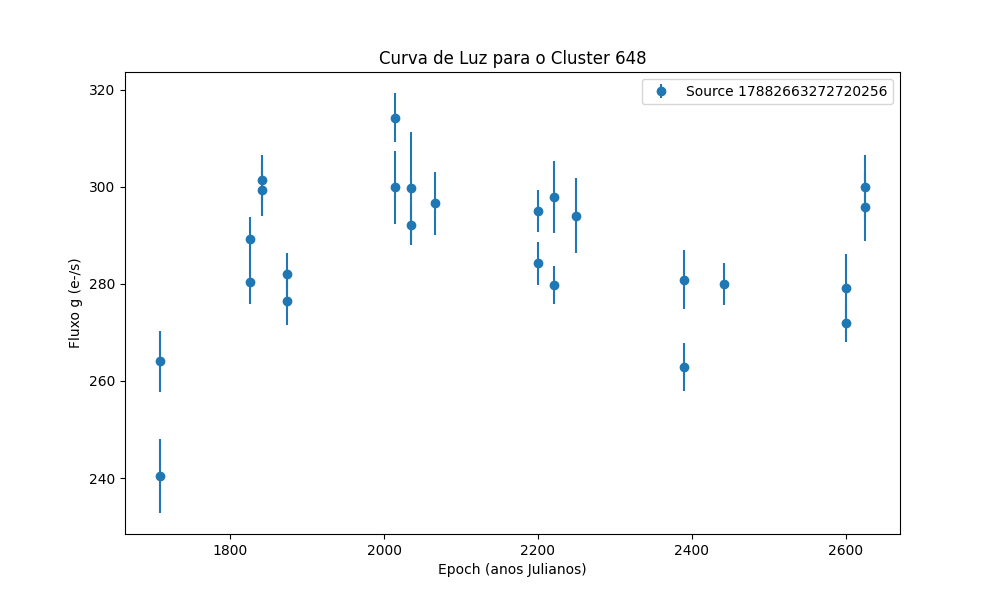 Curva de Luz para o Cluster 648
Source 17882663272720256
Fluxo g (e-/s)
320
300
280
260
240
1800 2000 2200 2400 2600
Epoch (anos Julianos)